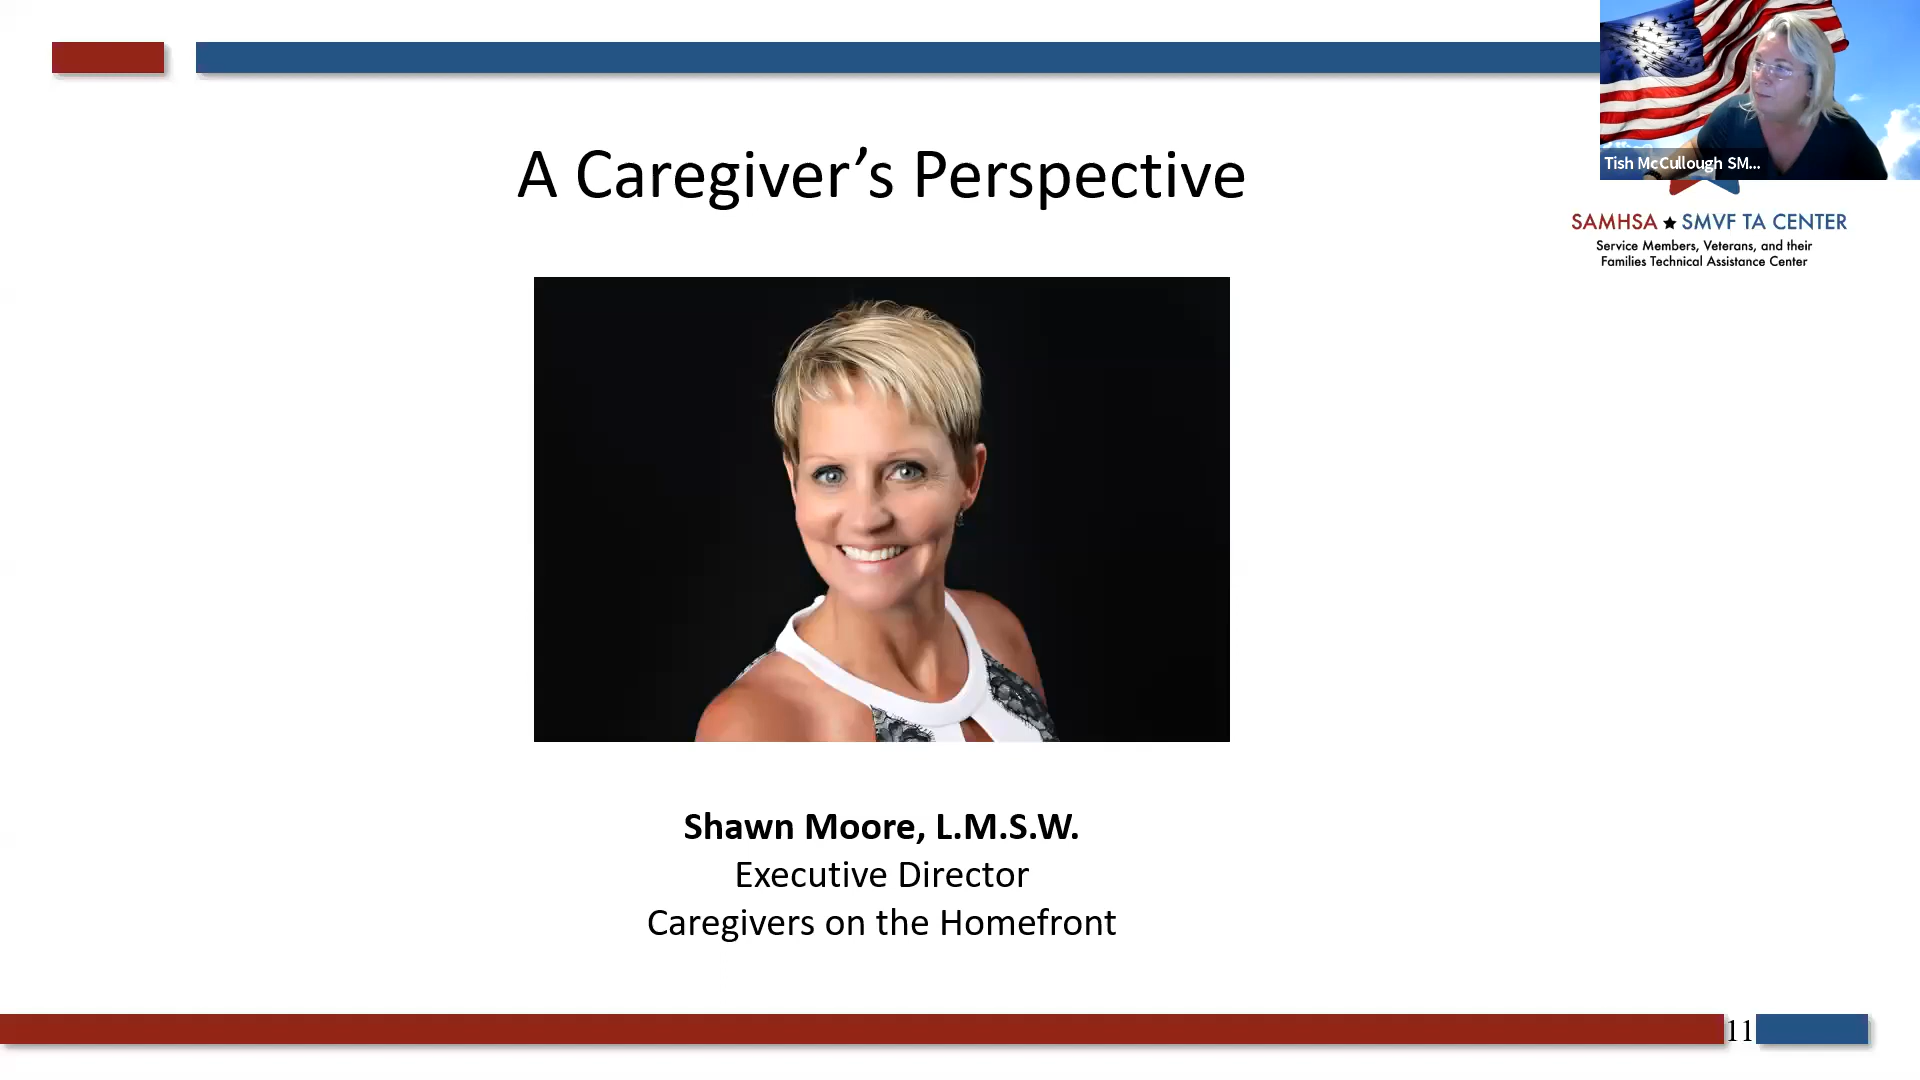 A Caregiver’s Perspective
Tish McCullough SM...
SAMHSA ★ SMVF TA CENTER
Service Members, Veterans, and their
Families Technical Assistance Center
Shawn Moore, L.M.S.W.
Executive Director
Caregivers on the Homefront
11